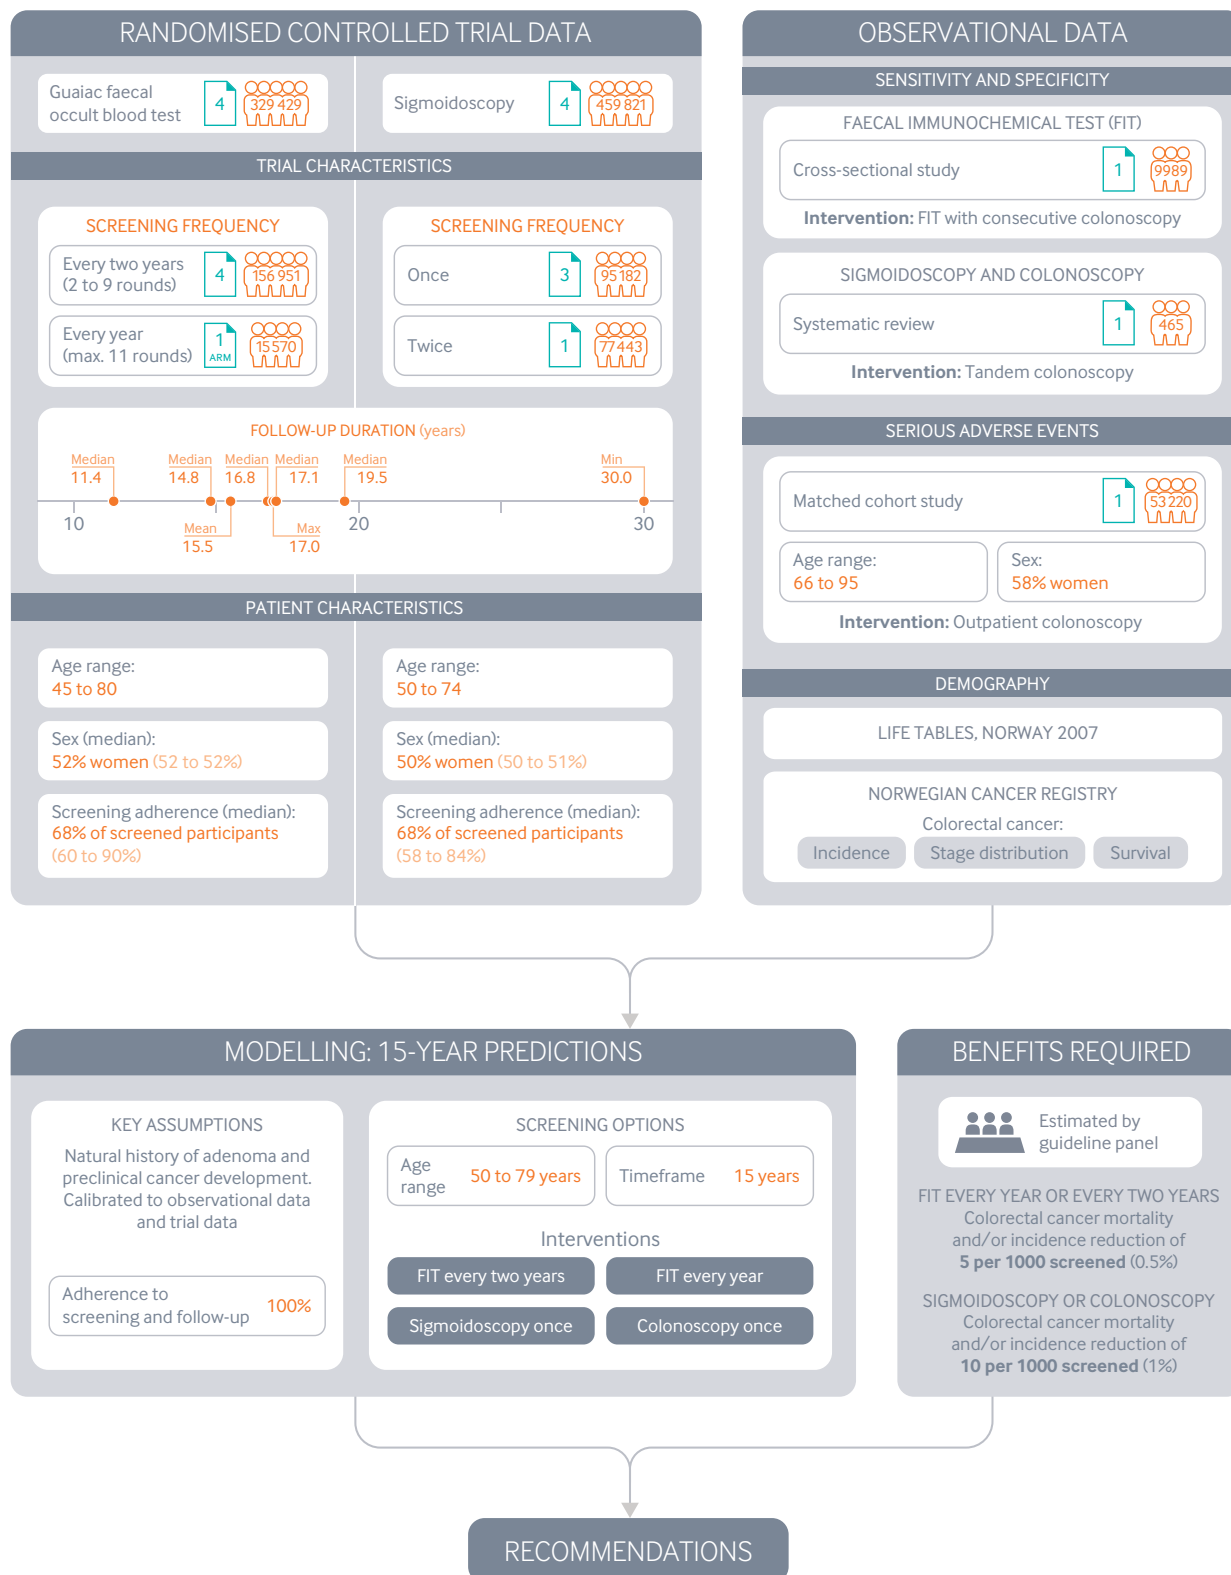 RANDOMISED CONTROLLED TRIAL DATA
Guaiac faecal
occult blood test
4
329 429
Sigmoidoscopy
4
459 821
TRIAL CHARACTERISTICS
SCREENING FREQUENCY
Every two years
(2 to 9 rounds)
4
156 951
Every year
(max. 11 rounds)
1
ARM
15 570
SCREENING FREQUENCY
Once
3
95 182
Twice
1
77 443
FOLLOW-UP DURATION (years)
Median
11.4
Median
14.8
Median
16.8
Median
17.1
Median
19.5
Min
30.0
10
20
30
Mean
15.5
Max
17.0
PATIENT CHARACTERISTICS
Age range:
45 to 80
Sex (median):
52% women (52 to 52%)
Screening adherence (median):
68% of screened participants
(60 to 90%)
Age range:
50 to 74
Sex (median):
50% women (50 to 51%)
Screening adherence (median):
68% of screened participants
(58 to 84%)
OBSERVATIONAL DATA
SENSITIVITY AND SPECIFICITY
FAECAL IMMUNOCHEMICAL TEST (FIT)
Cross-sectional study
1
9989
Intervention: FIT with consecutive colonoscopy
SIGMOIDOSCOPY AND COLONOSCOPY
Systematic review
1
465
Intervention: Tandem colonoscopy
SERIOUS ADVERSE EVENTS
Matched cohort study
1
53 220
Age range:
66 to 95
Sex:
58% women
Intervention: Outpatient colonoscopy
DEMOGRAPHY
LIFE TABLES, NORWAY 2007
NORWEGIAN CANCER REGISTRY
Colorectal cancer:
Incidence
Stage distribution
Survival
MODELLING: 15-YEAR PREDICTIONS
KEY ASSUMPTIONS
Natural history of adenoma and
preclinical cancer development.
Calibrated to observational data
and trial data
Adherence to
screening and follow-up
100%
SCREENING OPTIONS
Age
range
50 to 79 years
Timeframe
15 years
Interventions
FIT every two years
FIT every year
Sigmoidoscopy once
Colonoscopy once
BENEFITS REQUIRED
Estimated by
guideline panel
FIT EVERY YEAR OR EVERY TWO YEARS
Colorectal cancer mortality
and/or incidence reduction of
5 per 1000 screened (0.5%)
SIGMOIDOSCOPY OR COLONOSCOPY
Colorectal cancer mortality
and/or incidence reduction of
10 per 1000 screened (1%)
RECOMMENDATIONS